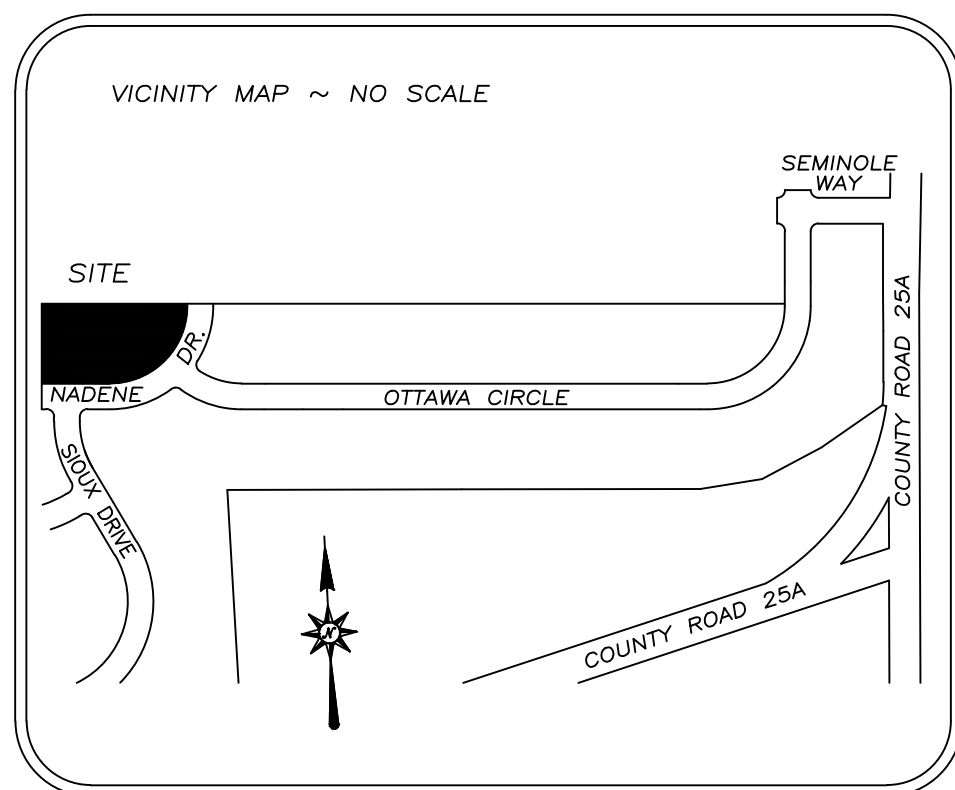 VICINITY MAP ~ NO SCALE
SEMINOLE
WAY
SITE
COUNTY ROAD 25A
DR.
NADENE
OTTAWA CIRCLE
SIOUX DRIVE
COUNTY ROAD 25A
N